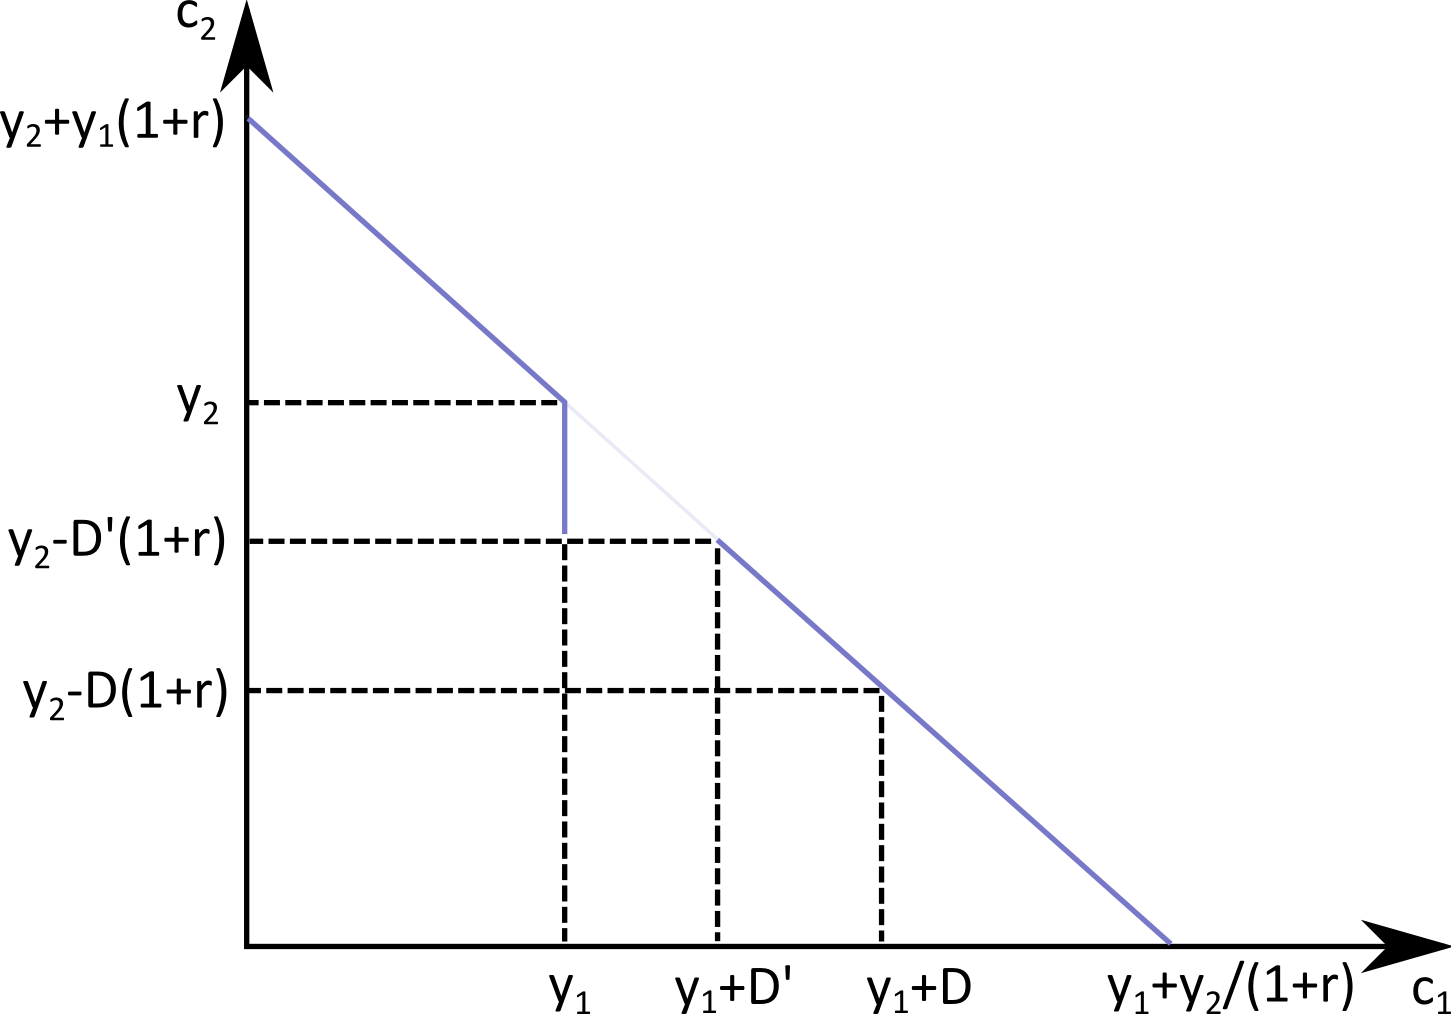 c₂
y₂+y₁(1+r)
y₂
y₂-D'(1+r)
y₂-D(1+r)
y₁
y₁+D'
y₁+D
y₁+y₂/(1+r)
c₁